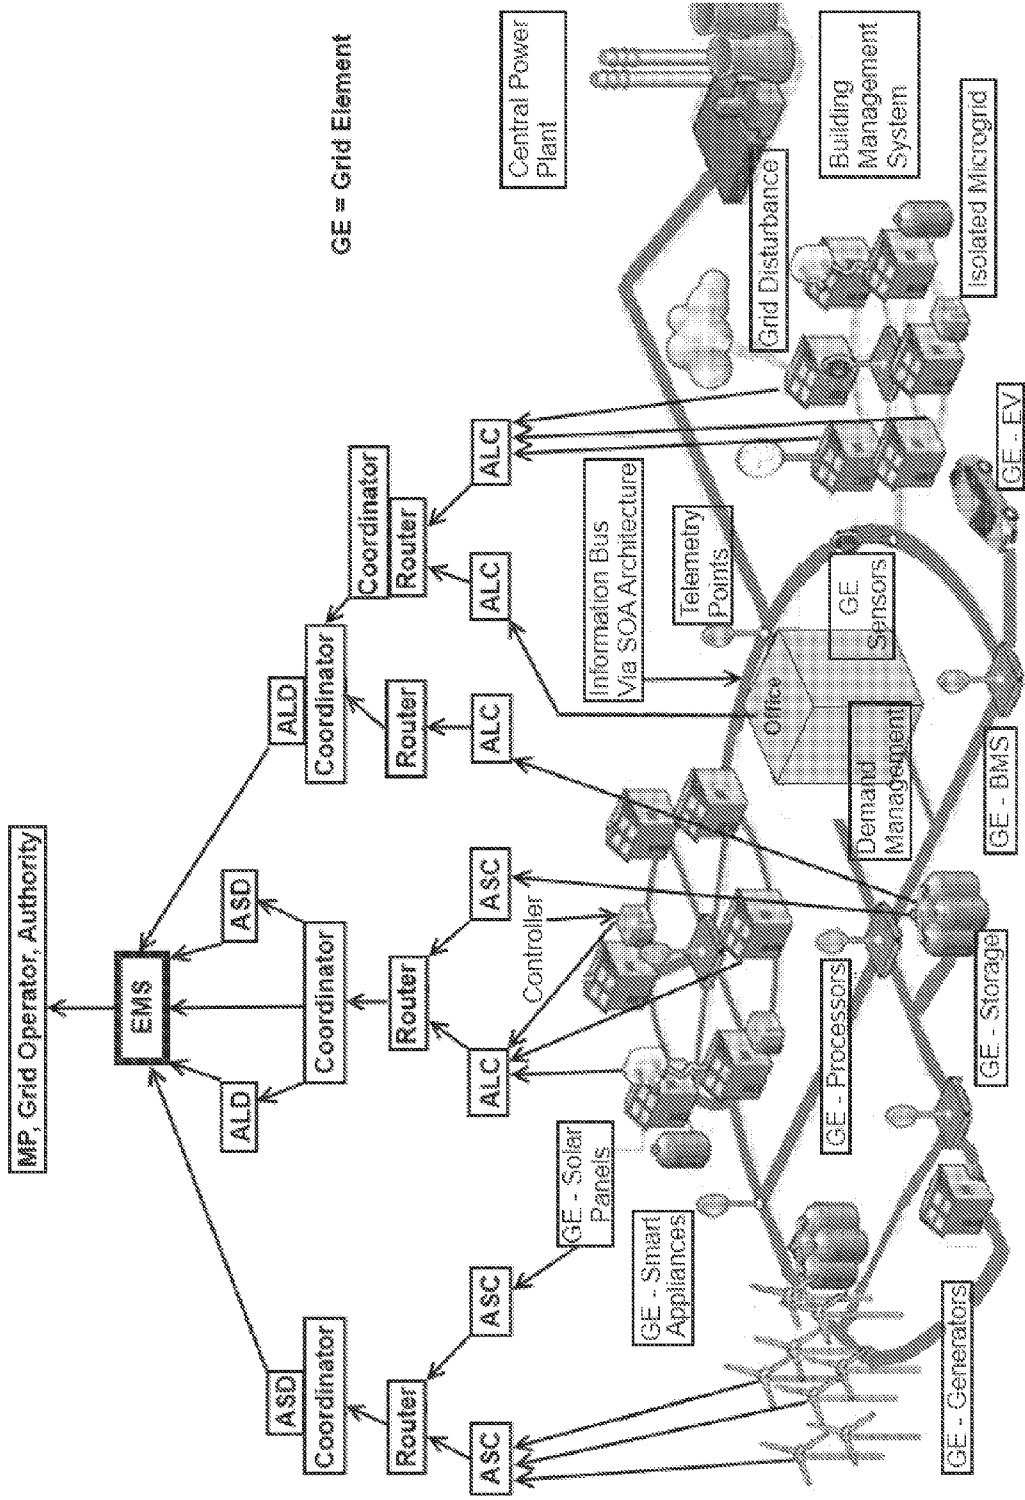 MP, Grid Operator, Authority
EMS
ASD
Coordinator
Router
ASC
ASC
ALD
ASD
Coordinator
Router
ALC
ASC
Controller
ALD
Coordinator
Router
ALC
Coordinator
Router
ALC
ALC
GE = Grid Element
GE - Solar
Panels
GE - Smart
Appliances
GE - Generators
GE - Processors
GE - Storage
Information Bus
Via SOA Architecture
Telemetry
Points
Office
GE
Sensors
Demand
Management
GE - BMS
GE - EV
Central Power
Plant
Grid Disturbance
Building
Management
System
Isolated Microgrid